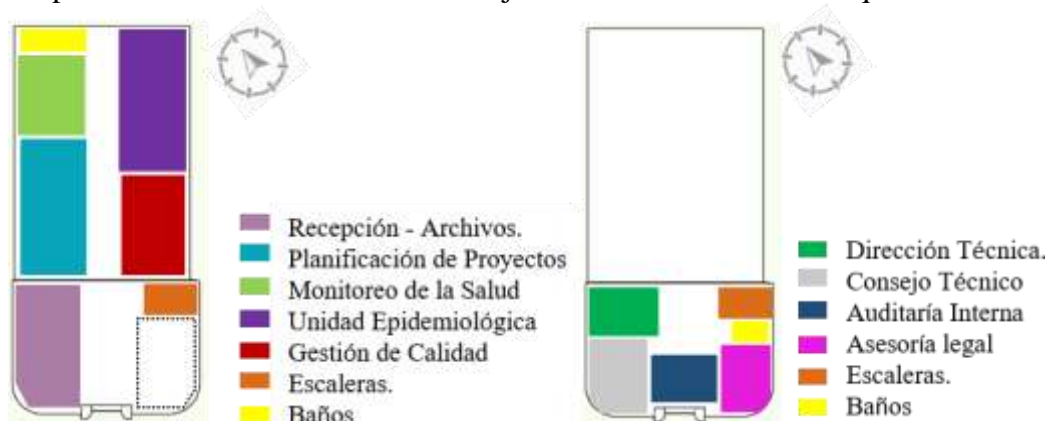 Recepción - Archivos.
Planificación de Proyectos
Monitoreo de la Salud
Unidad Epidemiológica
Gestión de Calidad
Escaleras.
Baños
Dirección Técnica.
Consejo Técnico
Auditaría Interna
Asesoría legal
Escaleras.
Baños